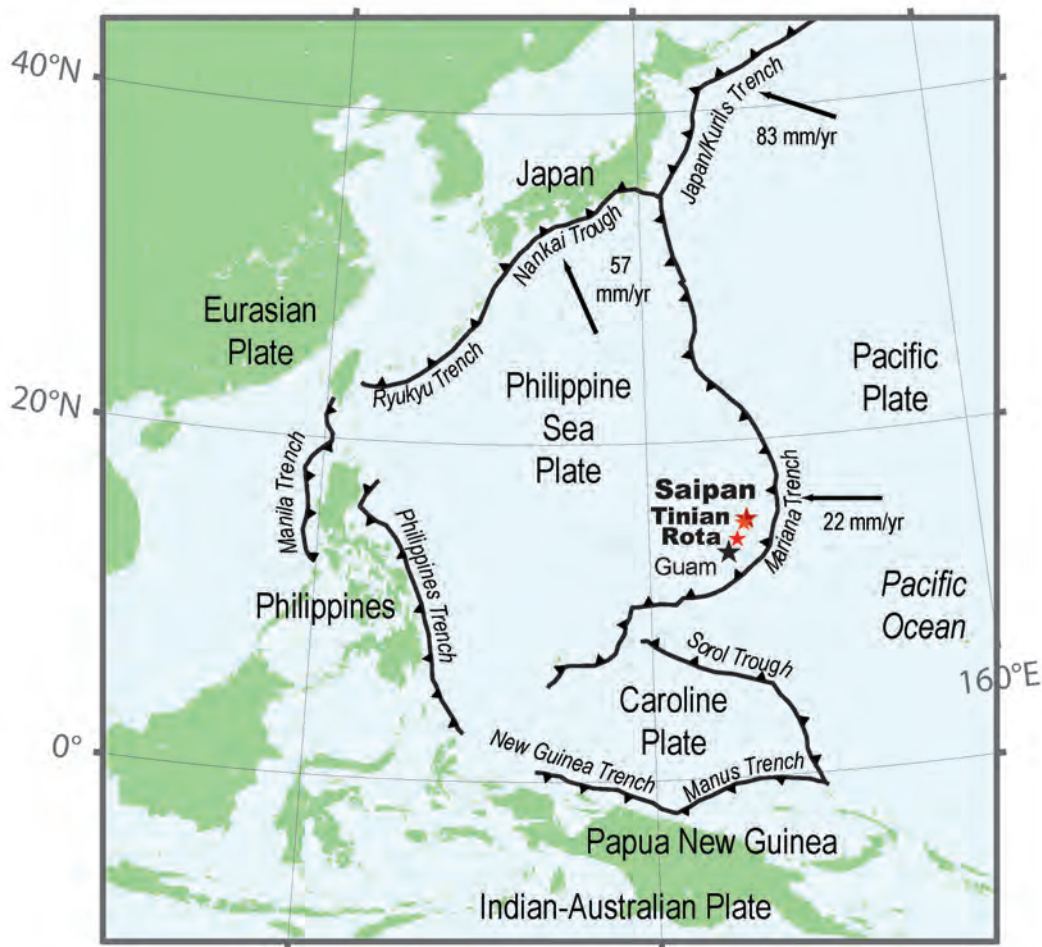 40°N
Japan/Kurils Trench
83 mm/yr
Japan
Nankai Trough
57
mm/yr
Eurasian
Plate
Ryukyu Trench
Philippine
Sea
Plate
Pacific
Plate
20°N
Manila Trench
Philippines Trench
Saipan
Tinian
Rota
Guam
Mariana Trench
22 mm/yr
Philippines
Pacific
Ocean
Sorol Trough
160°E
Caroline
Plate
0°
New Guinea Trench
Manus Trench
Papua New Guinea
Indian-Australian Plate